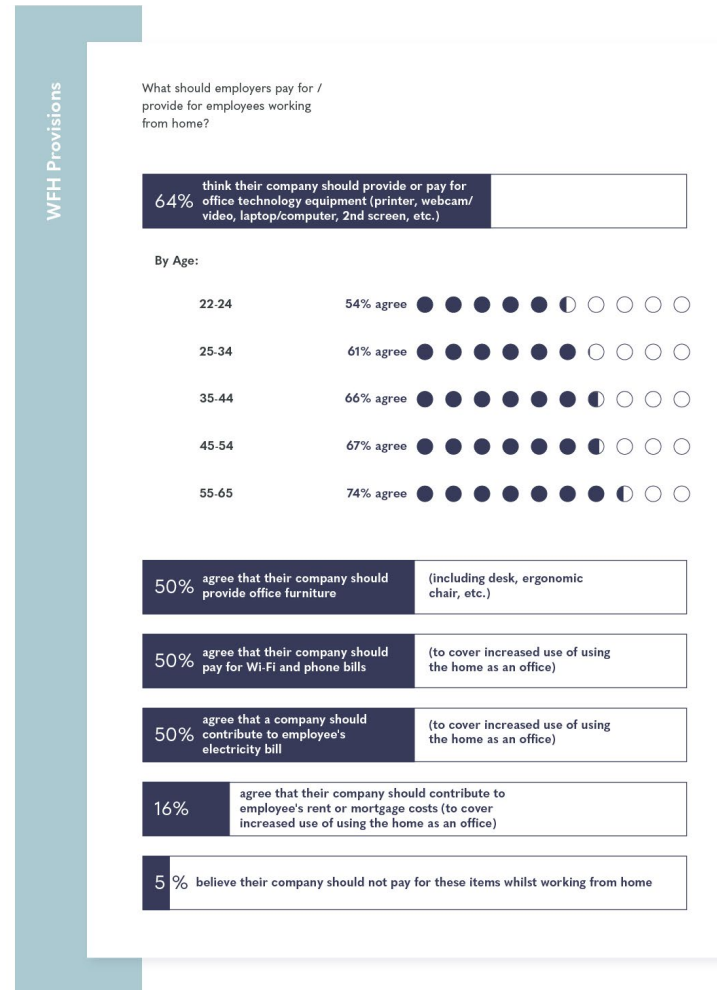 WFH Provisions
What should employers pay for /
provide for employees working
from home?
64%
think their company should provide or pay for
office technology equipment (printer, webcam/
video, laptop/computer, 2nd screen, etc.)
By Age:
22-24 54% agree
25-34 61% agree
35-44 66% agree
45-54 67% agree
55-65 74% agree
50%
agree that their company should
provide office furniture
(including desk, ergonomic
chair, etc.)
50%
agree that their company should
pay for Wi-Fi and phone bills
(to cover increased use of using
the home as an office)
50%
agree that a company should
contribute to employee's
electricity bill
(to cover increased use of using
the home as an office)
16%
agree that their company should contribute to
employee's rent or mortgage costs (to cover
increased use of using the home as an office)
5 % believe their company should not pay for these items whilst working from home